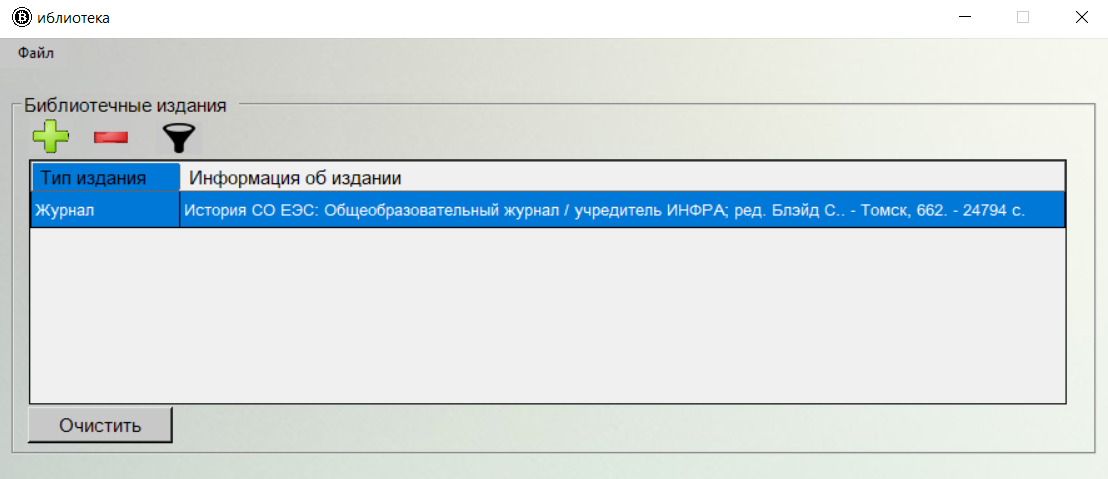 иблиотека
Файл
Библиотечные издания
Тип издания Информация об издании
Журнал История СО ЕЭС: Общеобразовательный журнал / учредитель ИНФРА; ред. Блэйд С.. - Томск, 662. - 24794 с.
Очистить